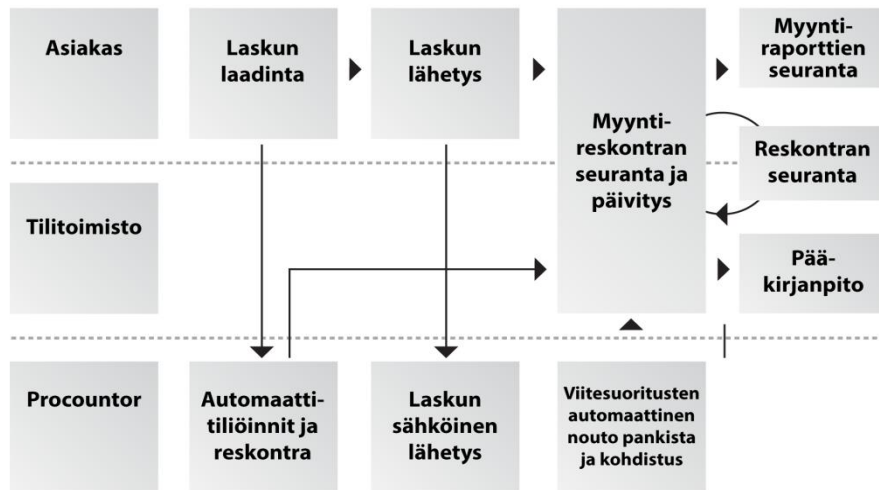 Asiakas
Laskun
laadinta
Laskun
lähetys
Myynti-
reskontran
seuranta ja
päivitys
Myynti-
raporttien
seuranta
Reskontran
seuranta
Tilitoimisto
Pää-
kirjanpito
Procountor
Automaatti-
tiliöinnit ja
reskontra
Laskun
sähköinen
lähetys
Viitesuoritusten
automaattinen
nouto pankista
ja kohdistus